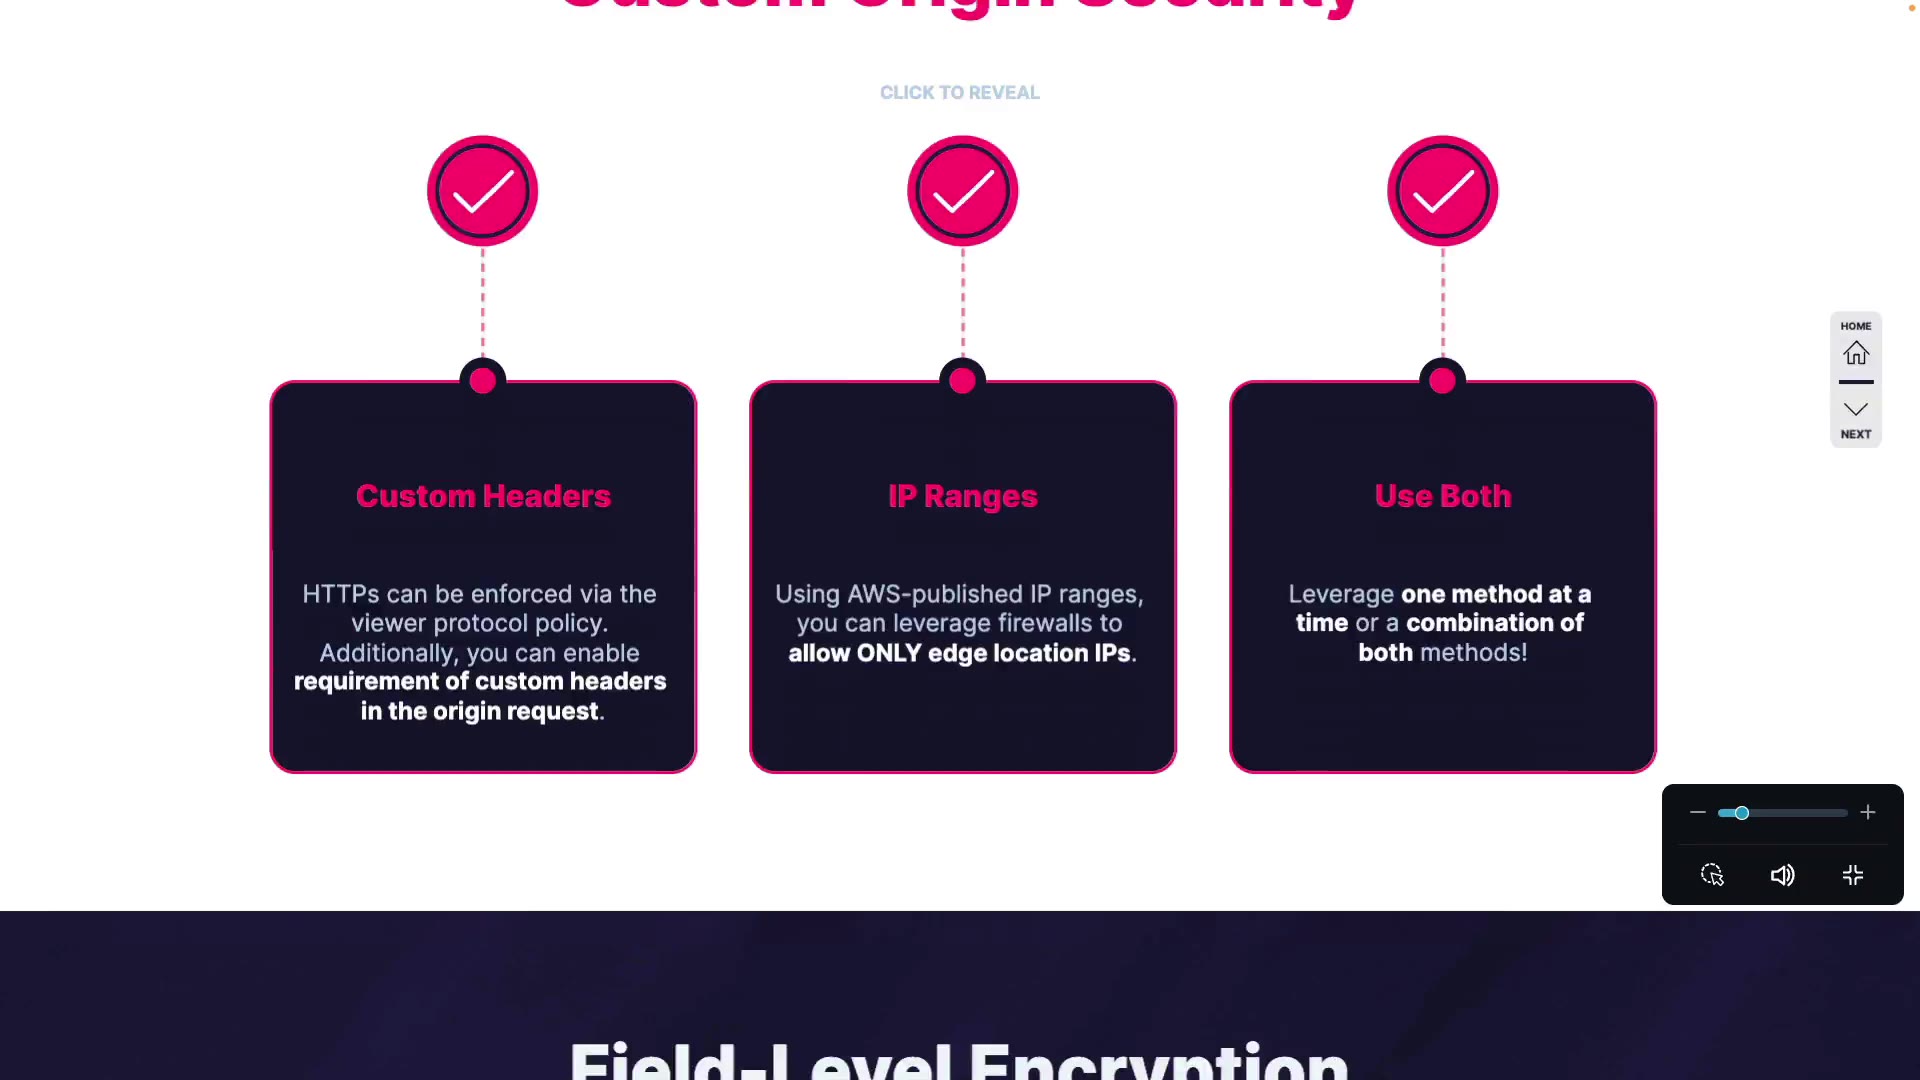 Custom Origin Security
CLICK TO REVEAL
Custom Headers
HTTPs can be enforced via the
viewer protocol policy.
Additionally, you can enable
requirement of custom headers
in the origin request.
IP Ranges
Using AWS-published IP ranges,
you can leverage firewalls to
allow ONLY edge location IPs.
Use Both
Leverage one method at a
time or a combination of
both methods!
HOME
NEXT
Field-Level Encryption